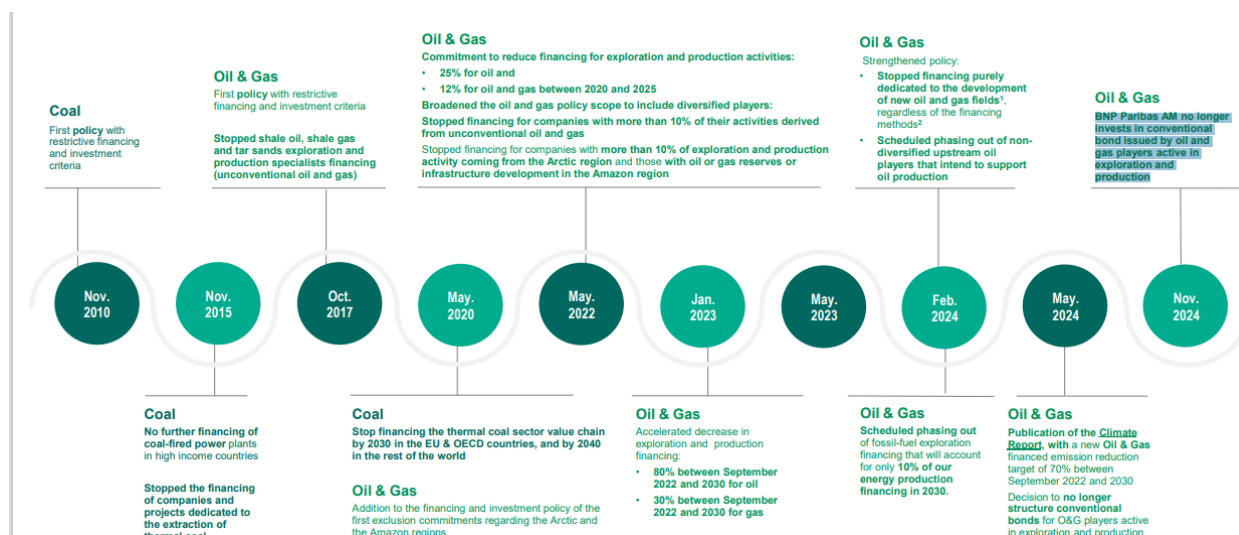 Coal
First policy with
restrictive financing
and investment
criteria
Oil & Gas
First policy with restrictive
financing and investment criteria
Stopped shale oil, shale gas
and tar sands exploration and
production specialists financing
(unconventional oil and gas)
Oil & Gas
Commitment to reduce financing for exploration and production activities:
• 25% for oil and
• 12% for oil and gas between 2020 and 2025
Broadened the oil and gas policy scope to include diversified players:
Stopped financing for companies with more than 10% of their activities derived
from unconventional oil and gas
Stopped financing for companies with more than 10% of exploration and production
activity coming from the Arctic region and those with oil or gas reserves or
infrastructure development in the Amazon region
Oil & Gas
Strengthened policy:
• Stopped financing purely
dedicated to the
development of new
oil and gas fields¹,
regardless of the financing
methods²
• Scheduled phasing out of non-
diversified upstream oil
players that intend to support
oil production
Oil & Gas
BNP Paribas AM no longer
invests in conventional
bond issued by oil and
gas players active in
exploration and
production
Nov.
2010
Nov.
2015
Oct.
2017
May.
2020
May.
2022
Jan.
2023
May.
2023
Feb.
2024
May.
2024
Nov.
2024
Coal
No further financing of
coal-fired power plants
in high income countries
Stopped the financing
of companies and
projects dedicated to
the extraction of
thermal coal
Coal
Stop financing the thermal coal sector value chain
by 2030 in the EU & OECD countries, and by 2040
in the rest of the world
Oil & Gas
Addition to the financing and investment policy of the
first exclusion commitments regarding the Arctic and
the Amazon regions
Oil & Gas
Accelerated decrease in
exploration and production
financing:
• 80% between September
2022 and 2030 for oil
• 30% between September
2022 and 2030 for gas
Oil & Gas
Scheduled phasing out
of fossil-fuel exploration
financing that will account
for only 10% of our
energy production
financing in 2030.
Oil & Gas
Publication of the Climate
Report, with a new Oil & Gas
financed emission reduction
target of 70% between
September 2022 and 2030
Decision to no longer
structure conventional
bonds for O&G players active
in exploration and production